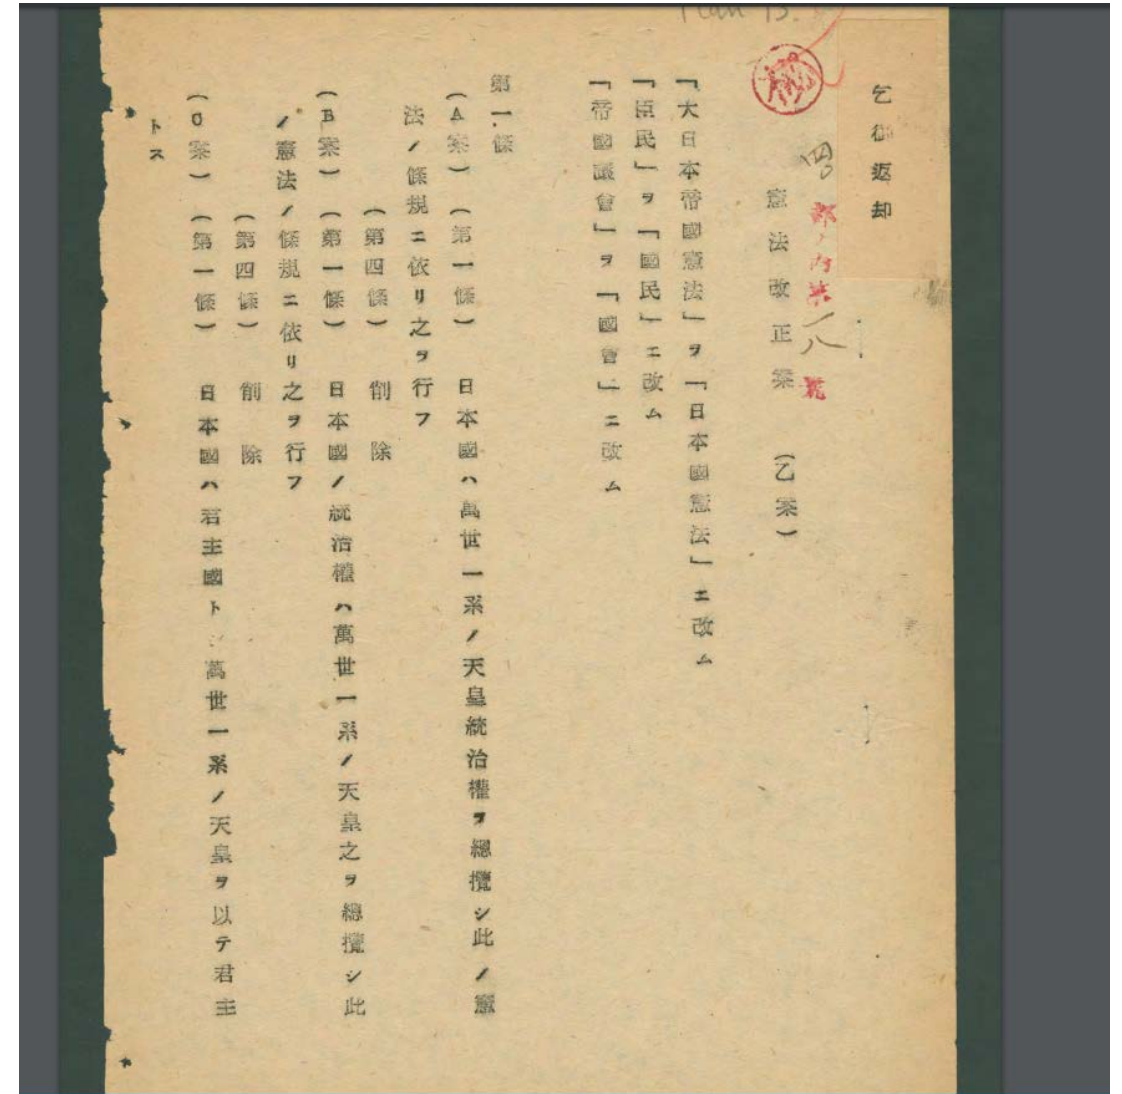 乞御返却
憲法改正案 (乙案)
「大日本帝國憲法」ヲ「日本國憲法」ニ改ム
「臣民」ヲ「國民」ニ改ム
「帝國議會」ヲ「國會」ニ改ム
第一條
(A案) (第一條) 日本國ハ萬世一系ノ天皇統治權ヲ總攬シ此ノ憲
法ノ條規ニ依リ之ヲ行フ
(第四條) 削除
(B案) (第一條) 日本國ノ統治權ハ萬世一系ノ天皇之ヲ總攬シ此
ノ憲法ノ條規ニ依リ之ヲ行フ
(第四條) 削除
(C案) (第一條) 日本國ハ君主國トシ萬世一系ノ天皇ヲ以テ君主
トス